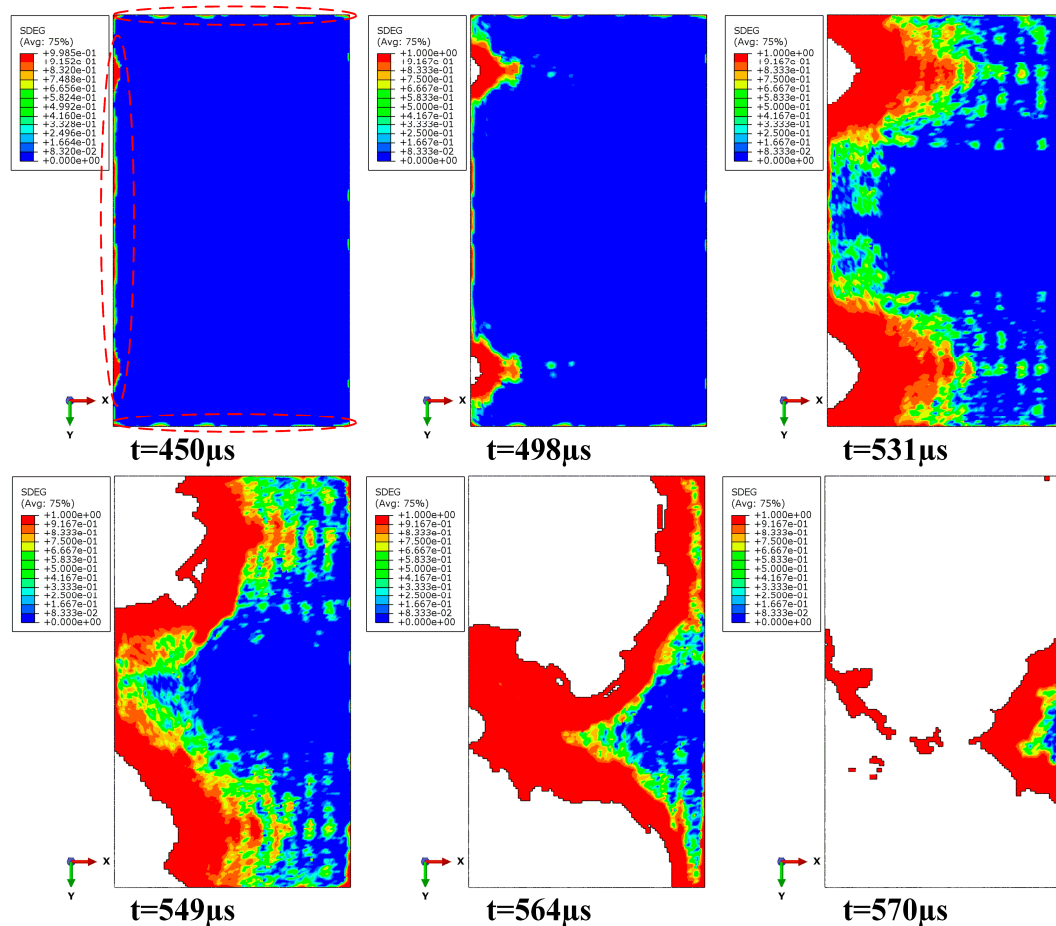 SDEG
(Avg: 75%)
+9.985e-01
+9.152e-01
+8.320e-01
+7.488e-01
+6.656e-01
+5.824e-01
+4.992e-01
+4.160e-01
+3.328e-01
+2.496e-01
+1.664e-01
+8.320e-02
+0.000e+00
X
Y
t=450μs
SDEG
(Avg: 75%)
+1.000e+00
+9.167e-01
+8.333e-01
+7.500e-01
+6.667e-01
+5.833e-01
+5.000e-01
+4.167e-01
+3.333e-01
+2.500e-01
+1.667e-01
+8.333e-02
+0.000e+00
X
Y
t=498μs
SDEG
(Avg: 75%)
+1.000e+00
+9.167e-01
+8.333e-01
+7.500e-01
+6.667e-01
+5.833e-01
+5.000e-01
+4.167e-01
+3.333e-01
+2.500e-01
+1.667e-01
+8.333e-02
+0.000e+00
X
Y
t=531μs
SDEG
(Avg: 75%)
+1.000e+00
+9.167e-01
+8.333e-01
+7.500e-01
+6.667e-01
+5.833e-01
+5.000e-01
+4.167e-01
+3.333e-01
+2.500e-01
+1.667e-01
+8.333e-02
+0.000e+00
X
Y
t=549μs
SDEG
(Avg: 75%)
+1.000e+00
+9.167e-01
+8.333e-01
+7.500e-01
+6.667e-01
+5.833e-01
+5.000e-01
+4.167e-01
+3.333e-01
+2.500e-01
+1.667e-01
+8.333e-02
+0.000e+00
X
Y
t=564μs
SDEG
(Avg: 75%)
+1.000e+00
+9.167e-01
+8.333e-01
+7.500e-01
+6.667e-01
+5.833e-01
+5.000e-01
+4.167e-01
+3.333e-01
+2.500e-01
+1.667e-01
+8.333e-02
+0.000e+00
X
Y
t=570μs